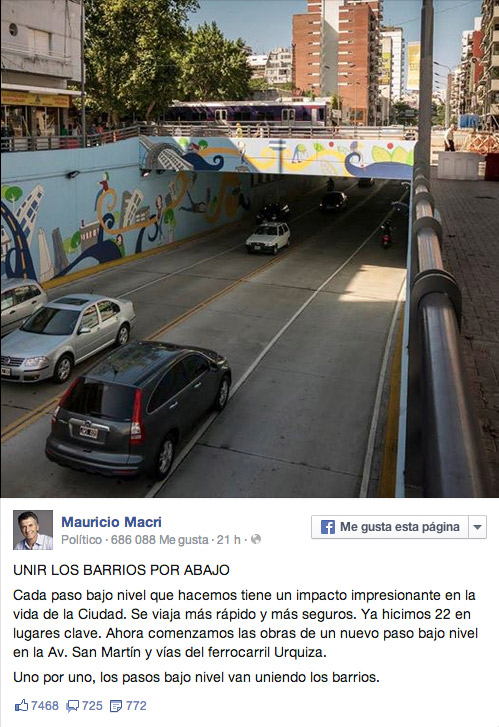 Mauricio Macri
Me gusta esta página
Político · 686 088 Me gusta · 21 h ·
UNIR LOS BARRIOS POR ABAJO
Cada paso bajo nivel que hacemos tiene un impacto impresionante en la
vida de la Ciudad. Se viaja más rápido y más seguros. Ya hicimos 22 en
lugares clave. Ahora comenzamos las obras de un nuevo paso bajo nivel
en la Av. San Martín y vías del ferrocarril Urquiza.
Uno por uno, los pasos bajo nivel van uniendo los barrios.
7468 725 772